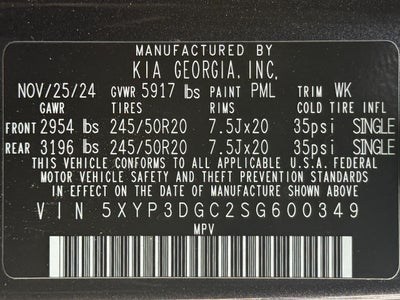 MANUFACTURED BY
KIA GEORGIA, INC.
NOV/25/24 GVWR 5917 lbs PAINT PML TRIM WK
GAWR TIRES RIMS COLD TIRE INFL
FRONT 2954 lbs 245/50R20 7.5Jx20 35psi SINGLE
REAR 3196 lbs 245/50R20 7.5Jx20 35psi SINGLE
THIS VEHICLE CONFORMS TO ALL APPLICABLE U.S.A. FEDERAL
MOTOR VEHICLE SAFETY AND THEFT PREVENTION STANDARDS
IN EFFECT ON THE DATE OF MANUFACTURE SHOWN ABOVE
VIN 5XYP3DGC2SG600349
MPV